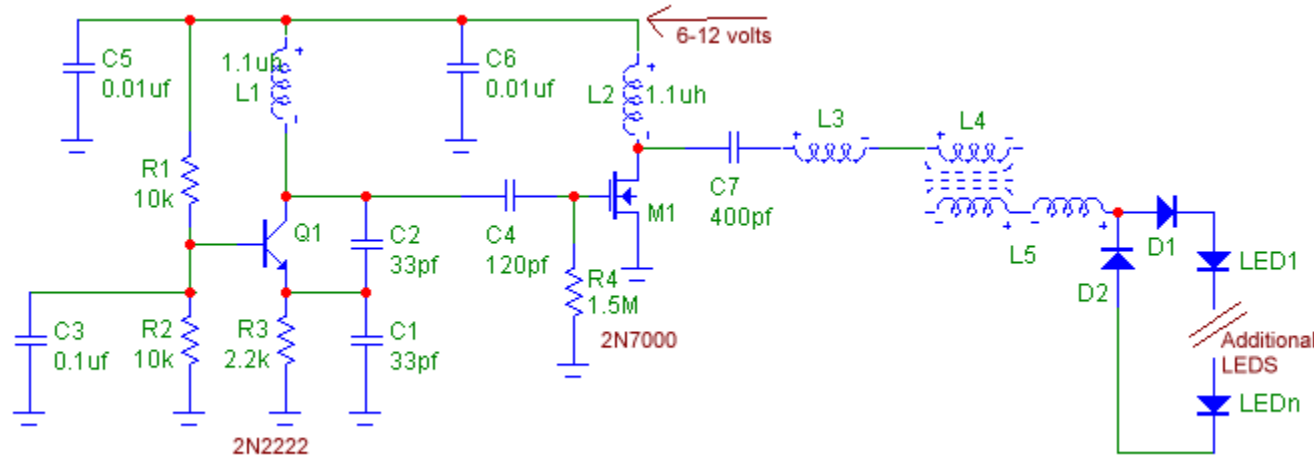 6-12 volts
C5
0.01uf
1.1uh
L1
C6
0.01uf
L2
1.1uh
L3
L4
R1
10k
Q1
C2
33pf
C4
120pf
M1
C7
400pf
R4
1.5M
L5
D1
D2
LED1
C3
0.1uf
R2
10k
R3
2.2k
C1
33pf
2N7000
Additional
LEDS
LEDn
2N2222